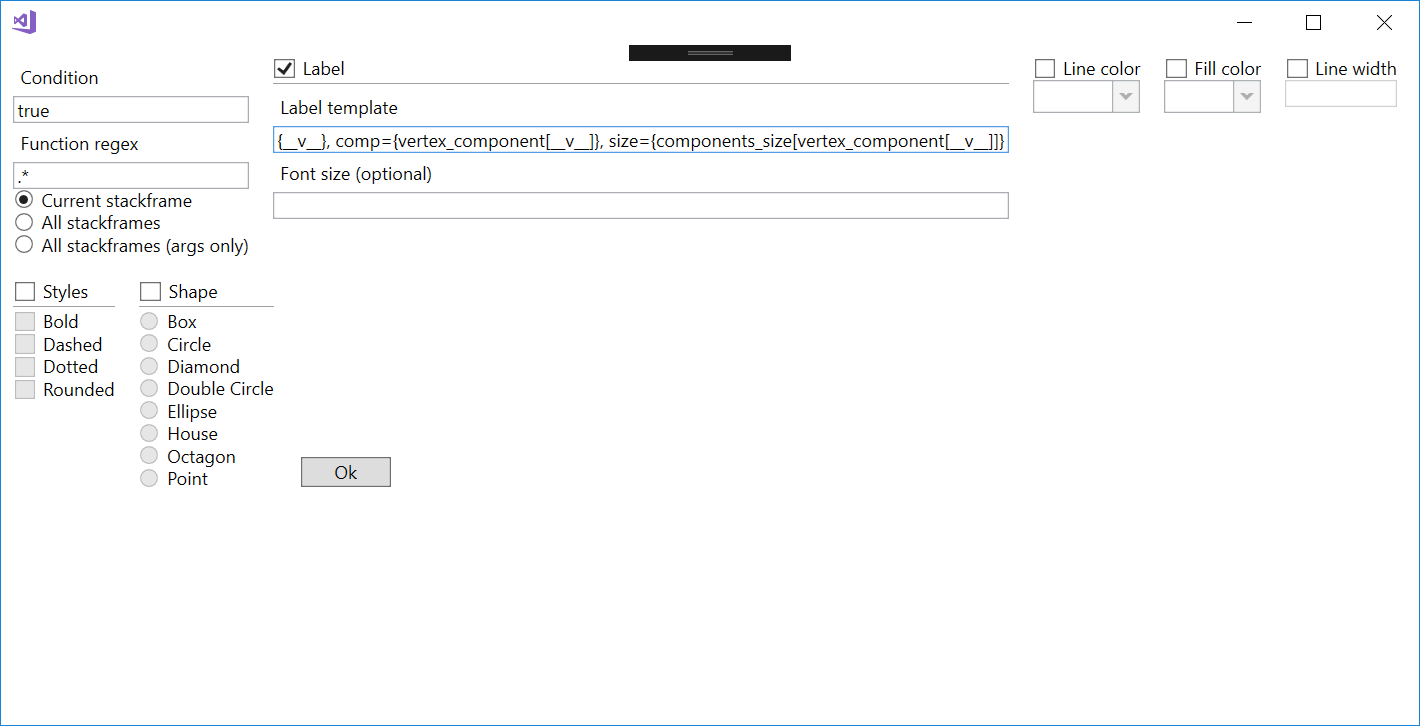 Condition
true
Function regex
.*
Current stackframe
All stackframes
All stackframes (args only)
Label
Label template
{__v__}, comp={vertex_component[__v__]}, size={components_size[vertex_component[__v__]]}
Font size (optional)
Line color
Fill color
Line width
Styles
Bold
Dashed
Dotted
Rounded
Shape
Box
Circle
Diamond
Double Circle
Ellipse
House
Octagon
Point
Ok